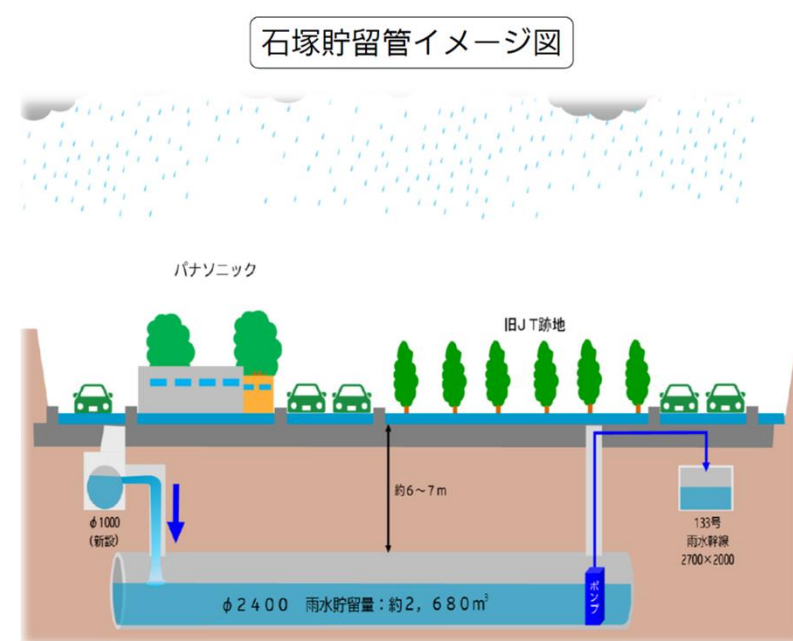 石塚貯留管イメージ図
パナソニック
旧JT跡地
約6～7m
φ1000
(新設)
133号
雨水幹線
2700×2000
ポンプ
φ2400 雨水貯留量:約2,680m³